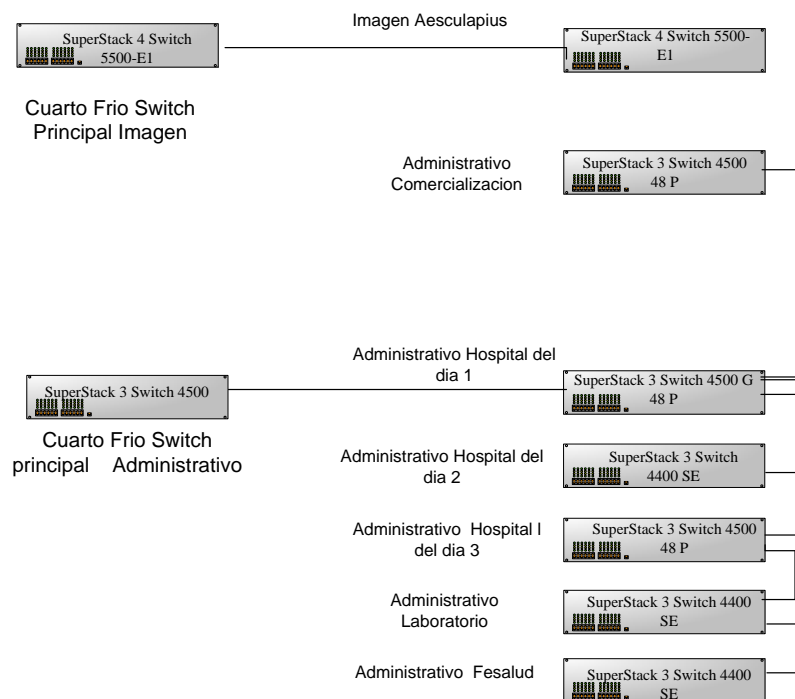 Imagen Aesculapius
SuperStack 4 Switch
5500-E1
SuperStack 4 Switch 5500-
E1
Cuarto Frio Switch
Principal Imagen
Administrativo
Comercializacion
SuperStack 3 Switch 4500
48 P
Administrativo Hospital del
dia 1
SuperStack 3 Switch 4500
SuperStack 3 Switch 4500 G
48 P
Cuarto Frio Switch
principal Administrativo
Administrativo Hospital del
dia 2
SuperStack 3 Switch
4400 SE
Administrativo Hospital l
del dia 3
SuperStack 3 Switch 4500
48 P
Administrativo
Laboratorio
SuperStack 3 Switch 4400
SE
Administrativo Fesalud
SuperStack 3 Switch 4400
SE